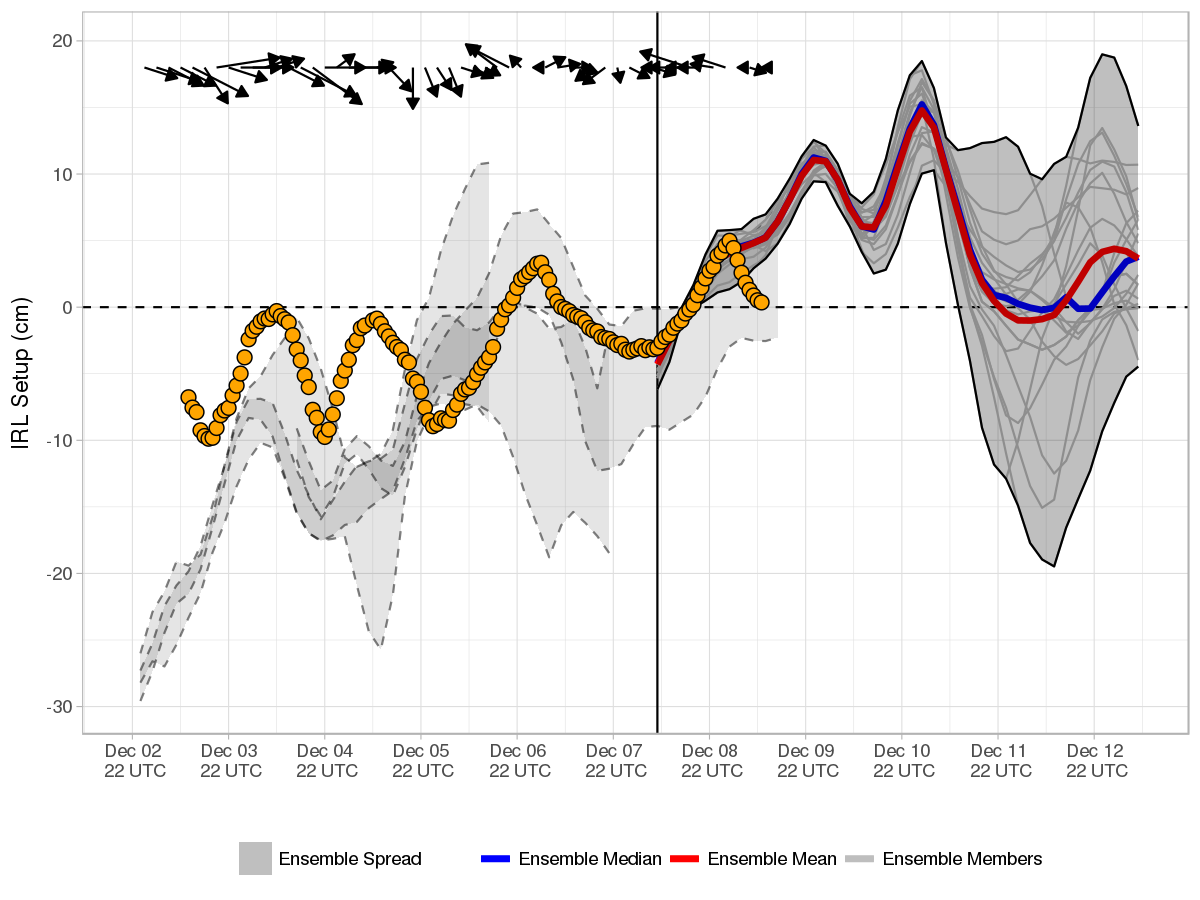 20
10
0
-10
-20
-30
IRL Setup (cm)
Dec 02 Dec 03 Dec 04 Dec 05 Dec 06 Dec 07 Dec 08 Dec 09 Dec 10 Dec 11 Dec 12
22 UTC 22 UTC 22 UTC 22 UTC 22 UTC 22 UTC 22 UTC 22 UTC 22 UTC 22 UTC 22 UTC
Ensemble Spread Ensemble Median Ensemble Mean Ensemble Members